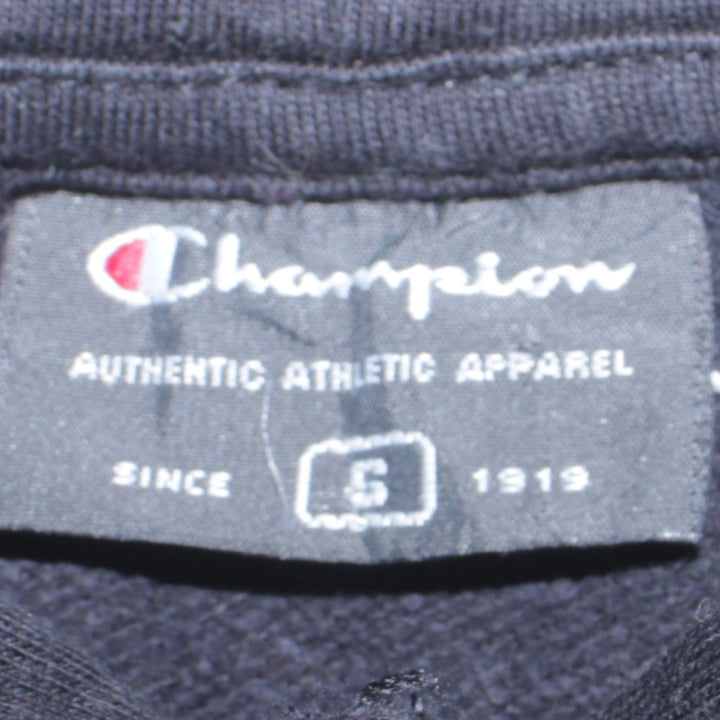 Champion
AUTHENTIC ATHLETIC APPAREL
SINCE S 1919